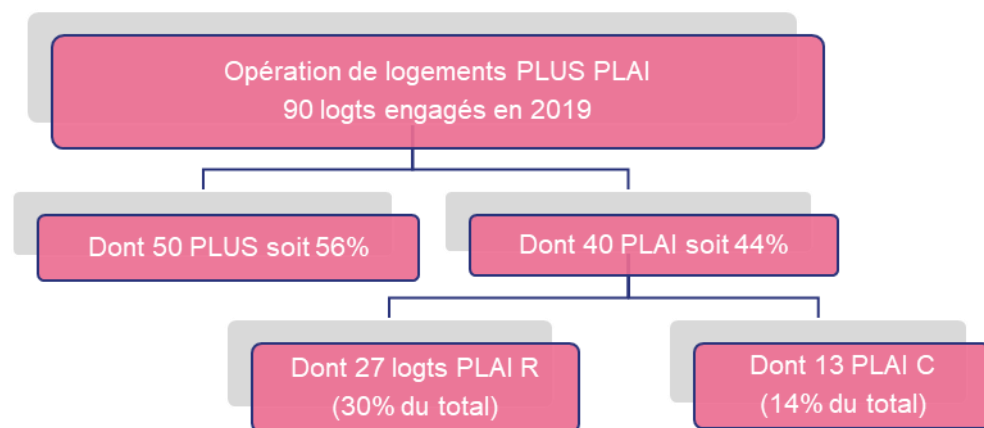 Opération de logements PLUS PLAI
90 logts engagés en 2019
Dont 50 PLUS soit 56%
Dont 40 PLAI soit 44%
Dont 27 logts PLAI R
(30% du total)
Dont 13 PLAI C
(14% du total)